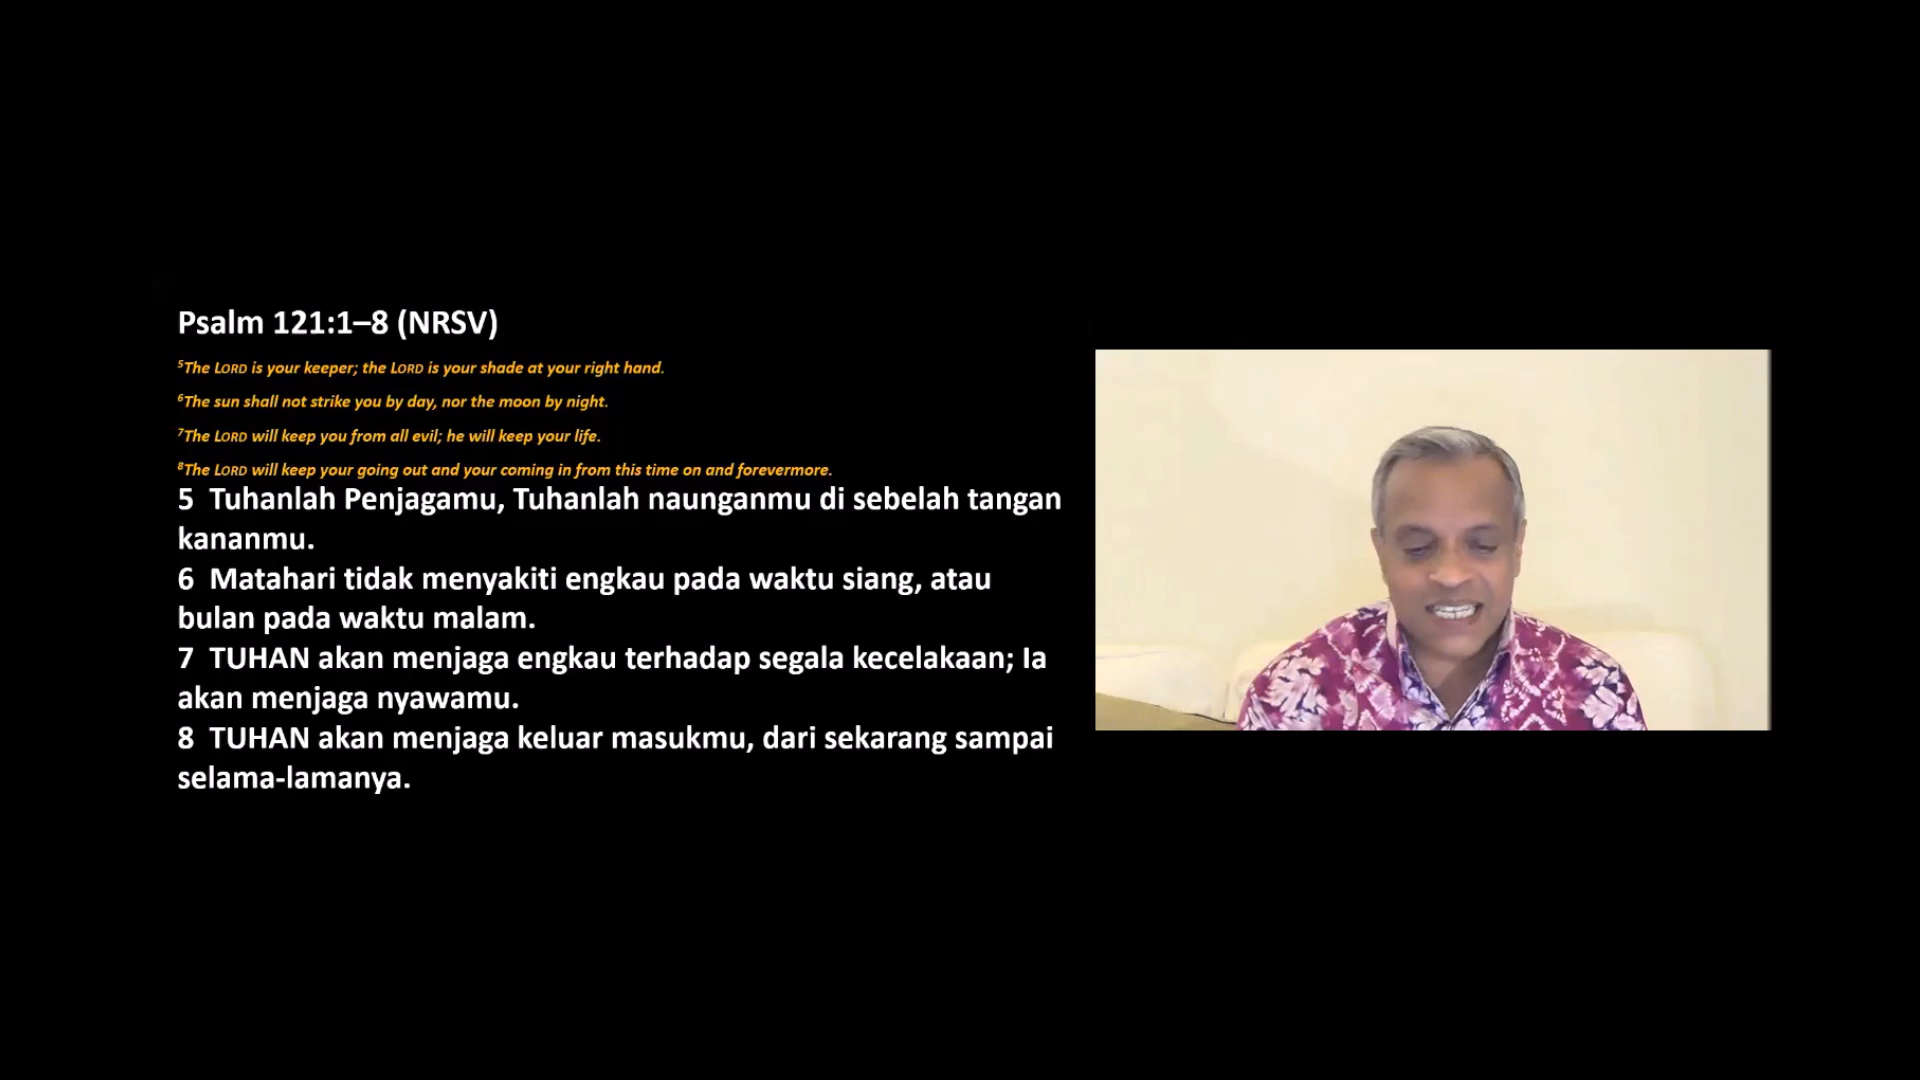 Psalm 121:1–8 (NRSV)
⁵The LORD is your keeper; the LORD is your shade at your right hand.
⁶The sun shall not strike you by day, nor the moon by night.
⁷The LORD will keep you from all evil; he will keep your life.
⁸The LORD will keep your going out and your coming in from this time on and forevermore.
5 Tuhanlah Penjagamu, Tuhanlah naunganmu di sebelah tangan
kananmu.
6 Matahari tidak menyakiti engkau pada waktu siang, atau
bulan pada waktu malam.
7 TUHAN akan menjaga engkau terhadap segala kecelakaan; Ia
akan menjaga nyawamu.
8 TUHAN akan menjaga keluar masukmu, dari sekarang sampai
selama-lamanya.